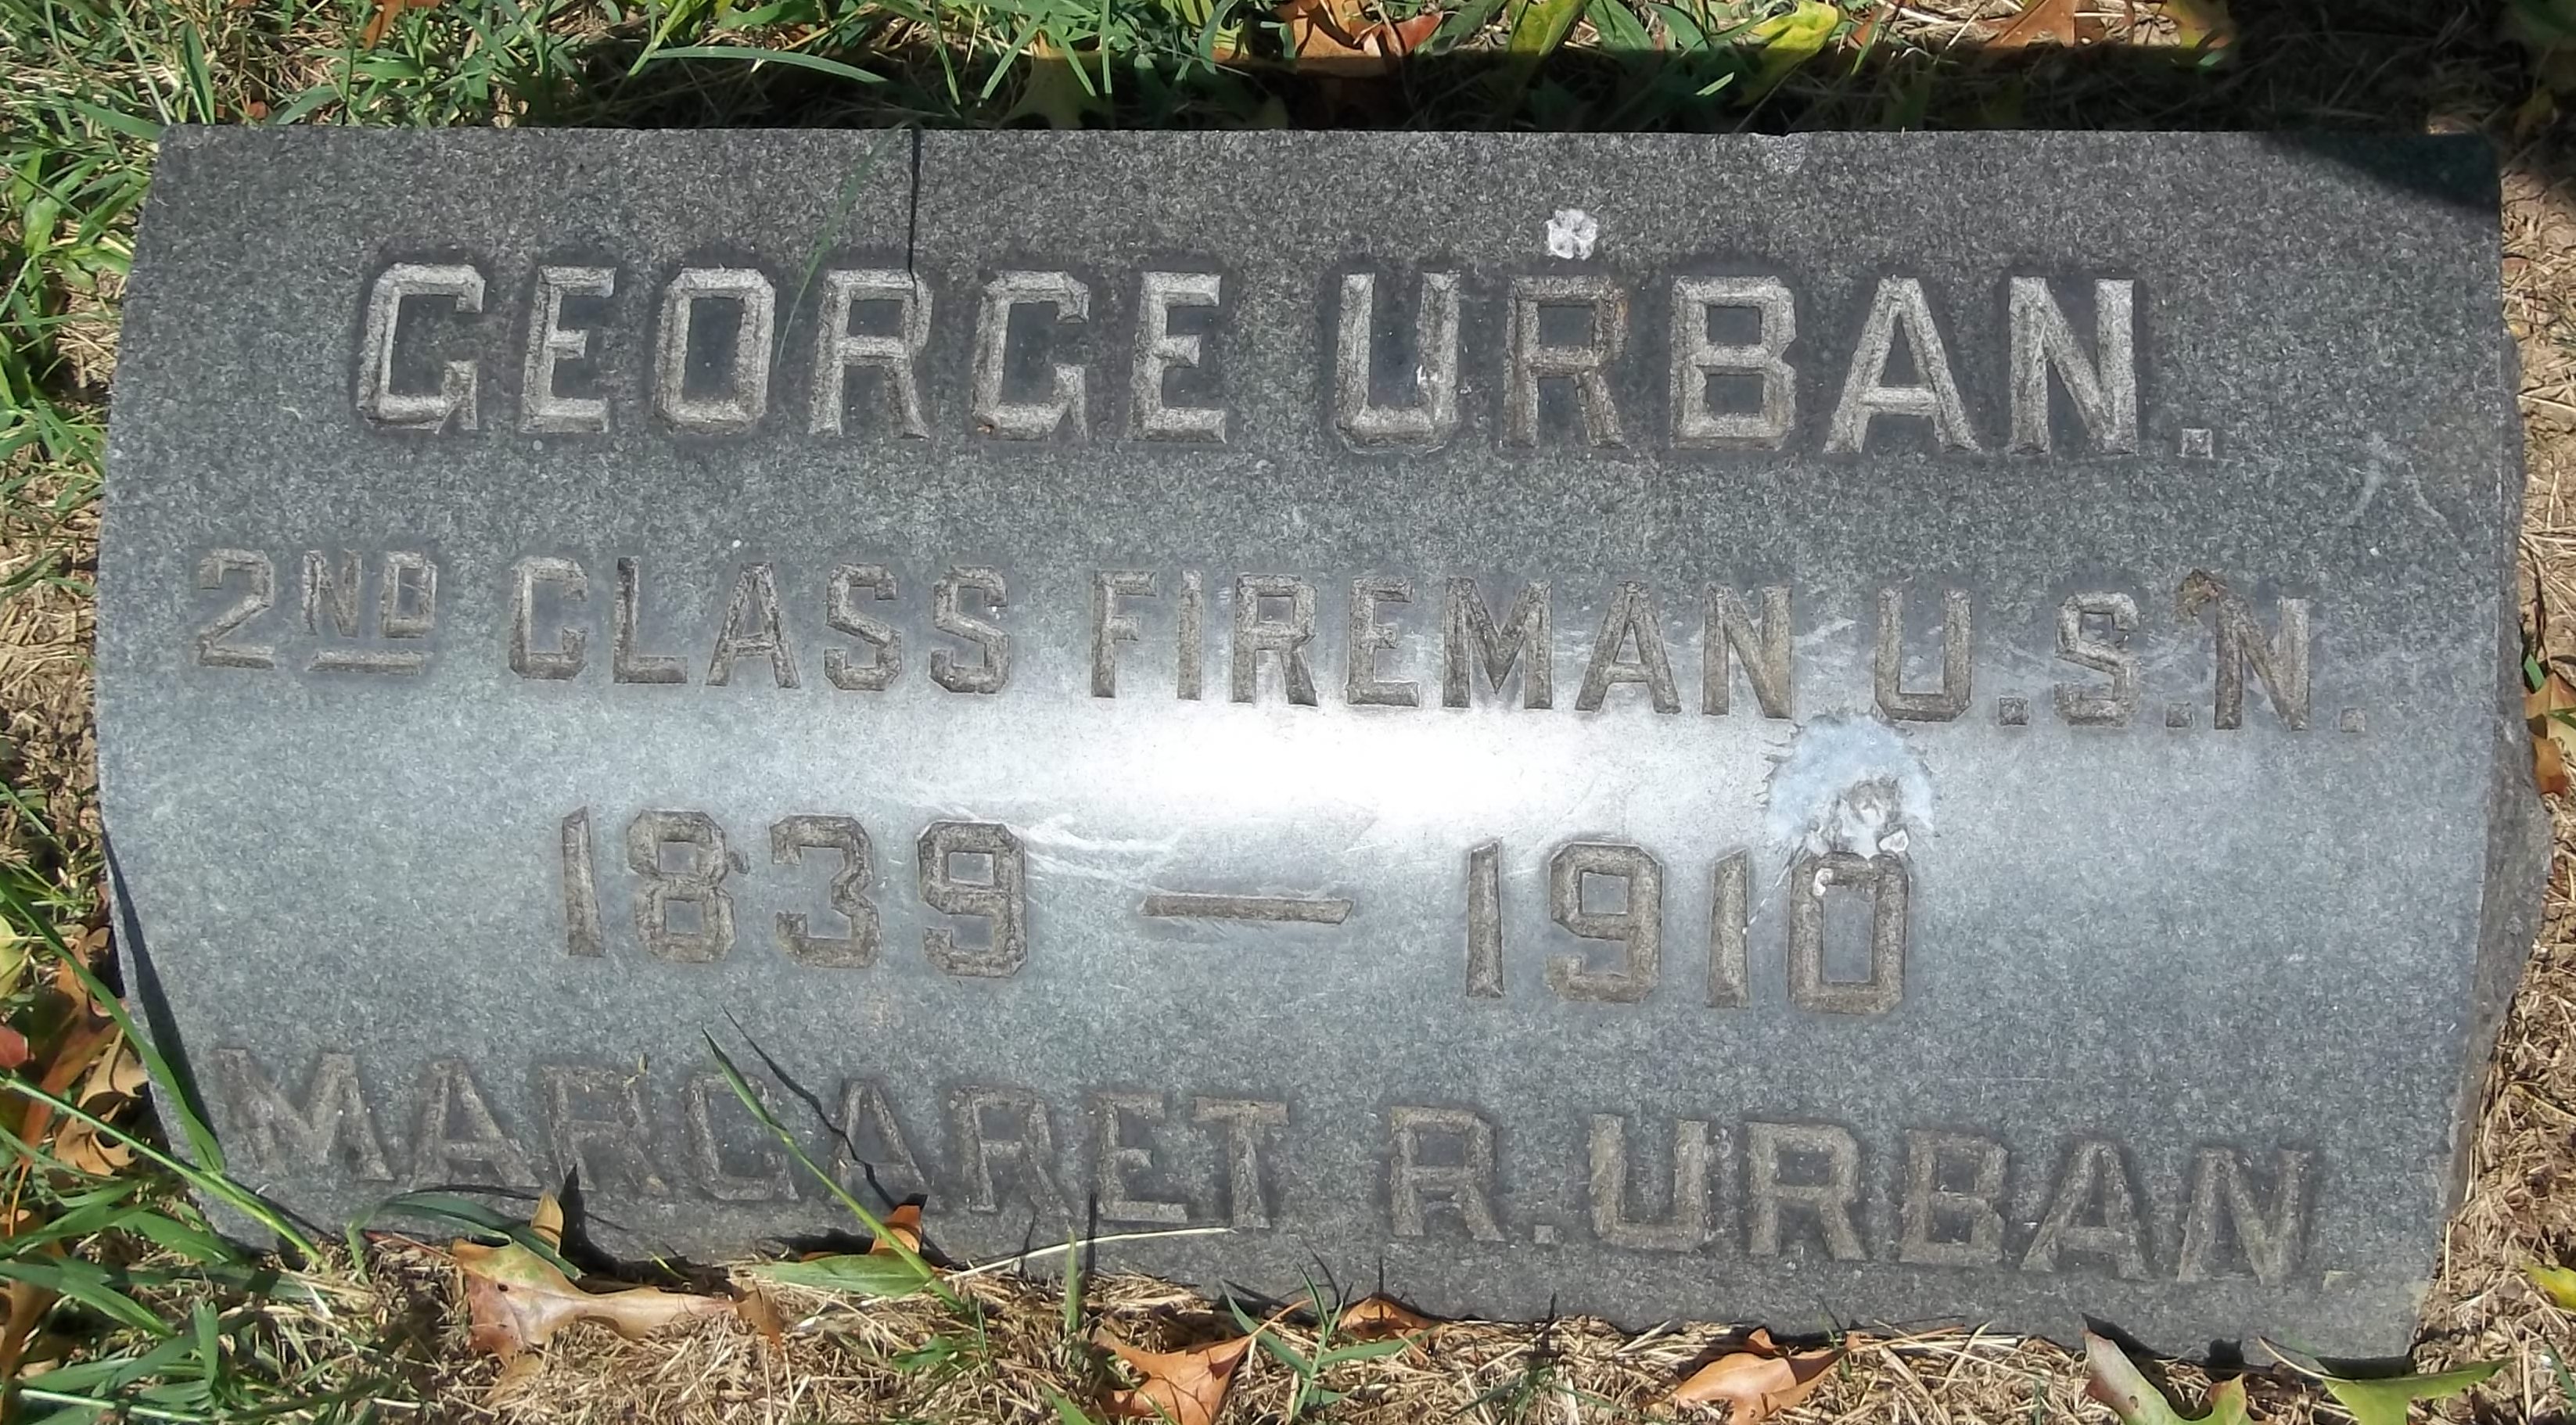 GEORGE URBAN.
2ND CLASS FIREMAN U.S.N.
1839 — 1910
MARGARET R. URBAN.